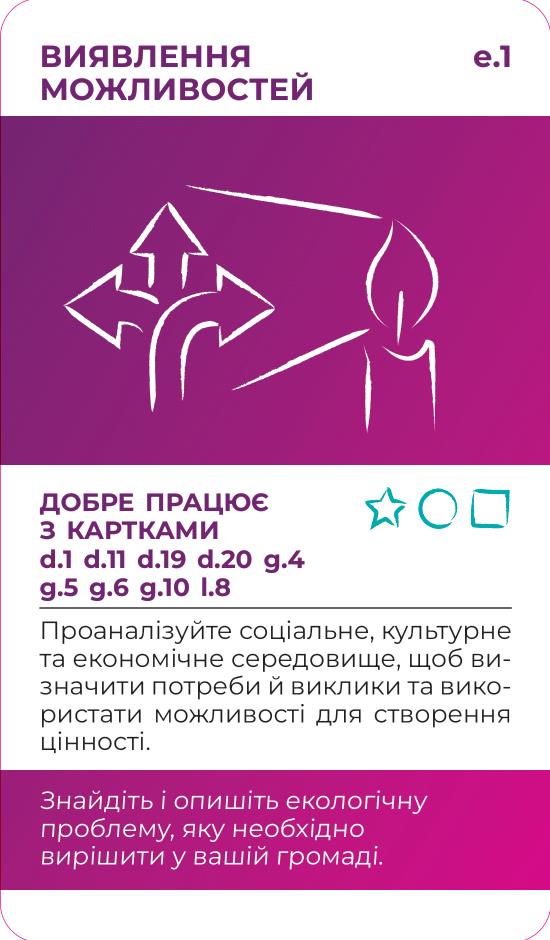 ВИЯВЛЕННЯ
МОЖЛИВОСТЕЙ
e.1
ДОБРЕ ПРАЦЮЄ
З КАРТКАМИ
d.1 d.11 d.19 d.20 g.4
g.5 g.6 g.10 l.8
Проаналізуйте соціальне, культурне
та економічне середовище, щоб ви-
значити потреби й виклики та вико-
ристати можливості для створення
цінності.
Знайдіть і опишіть екологічну
проблему, яку необхідно
вирішити у вашій громаді.